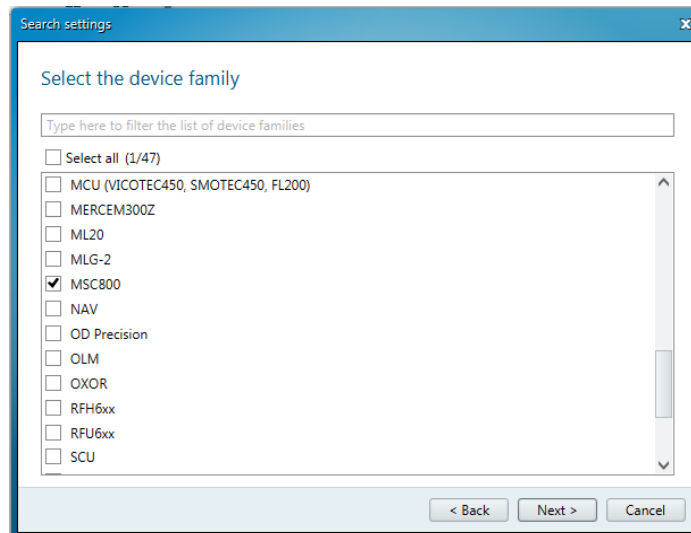 Search settings
Select the device family
Type here to filter the list of device families
Select all (1/47)
MCU (VICOTEC450, SMOTEC450, FL200)
MERCEM300Z
ML20
MLG-2
MSC800
NAV
OD Precision
OLM
OXOR
RFH6xx
RFU6xx
SCU
< Back Next > Cancel